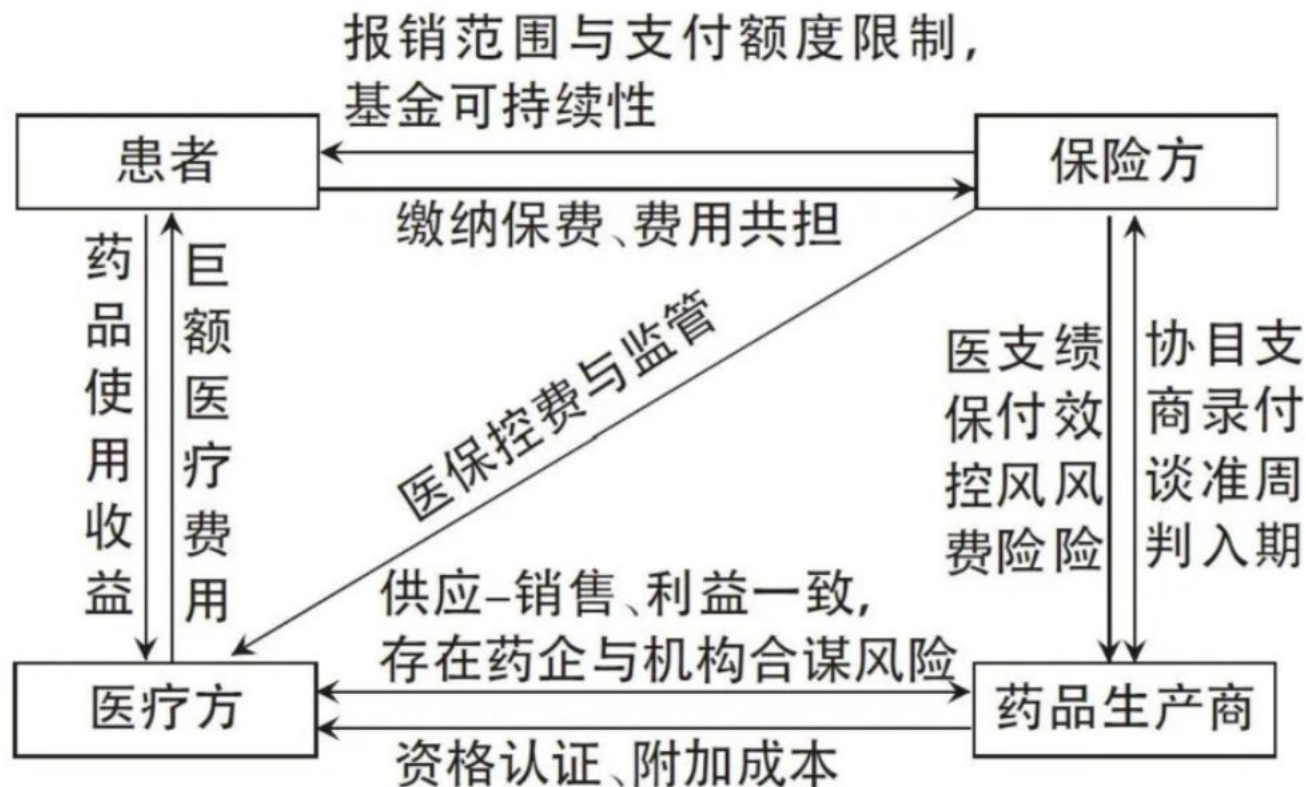 报销范围与支付额度限制，
基金可持续性
患者
保险方
缴纳保费、费用共担
药品使用收益
巨额医疗费用
医保控费与监管
医保控费
支付风险
绩效风险
协商谈判
目录准入
支付周期
供应–销售、利益一致，
存在药企与机构合谋风险
医疗方
药品生产商
资格认证、附加成本